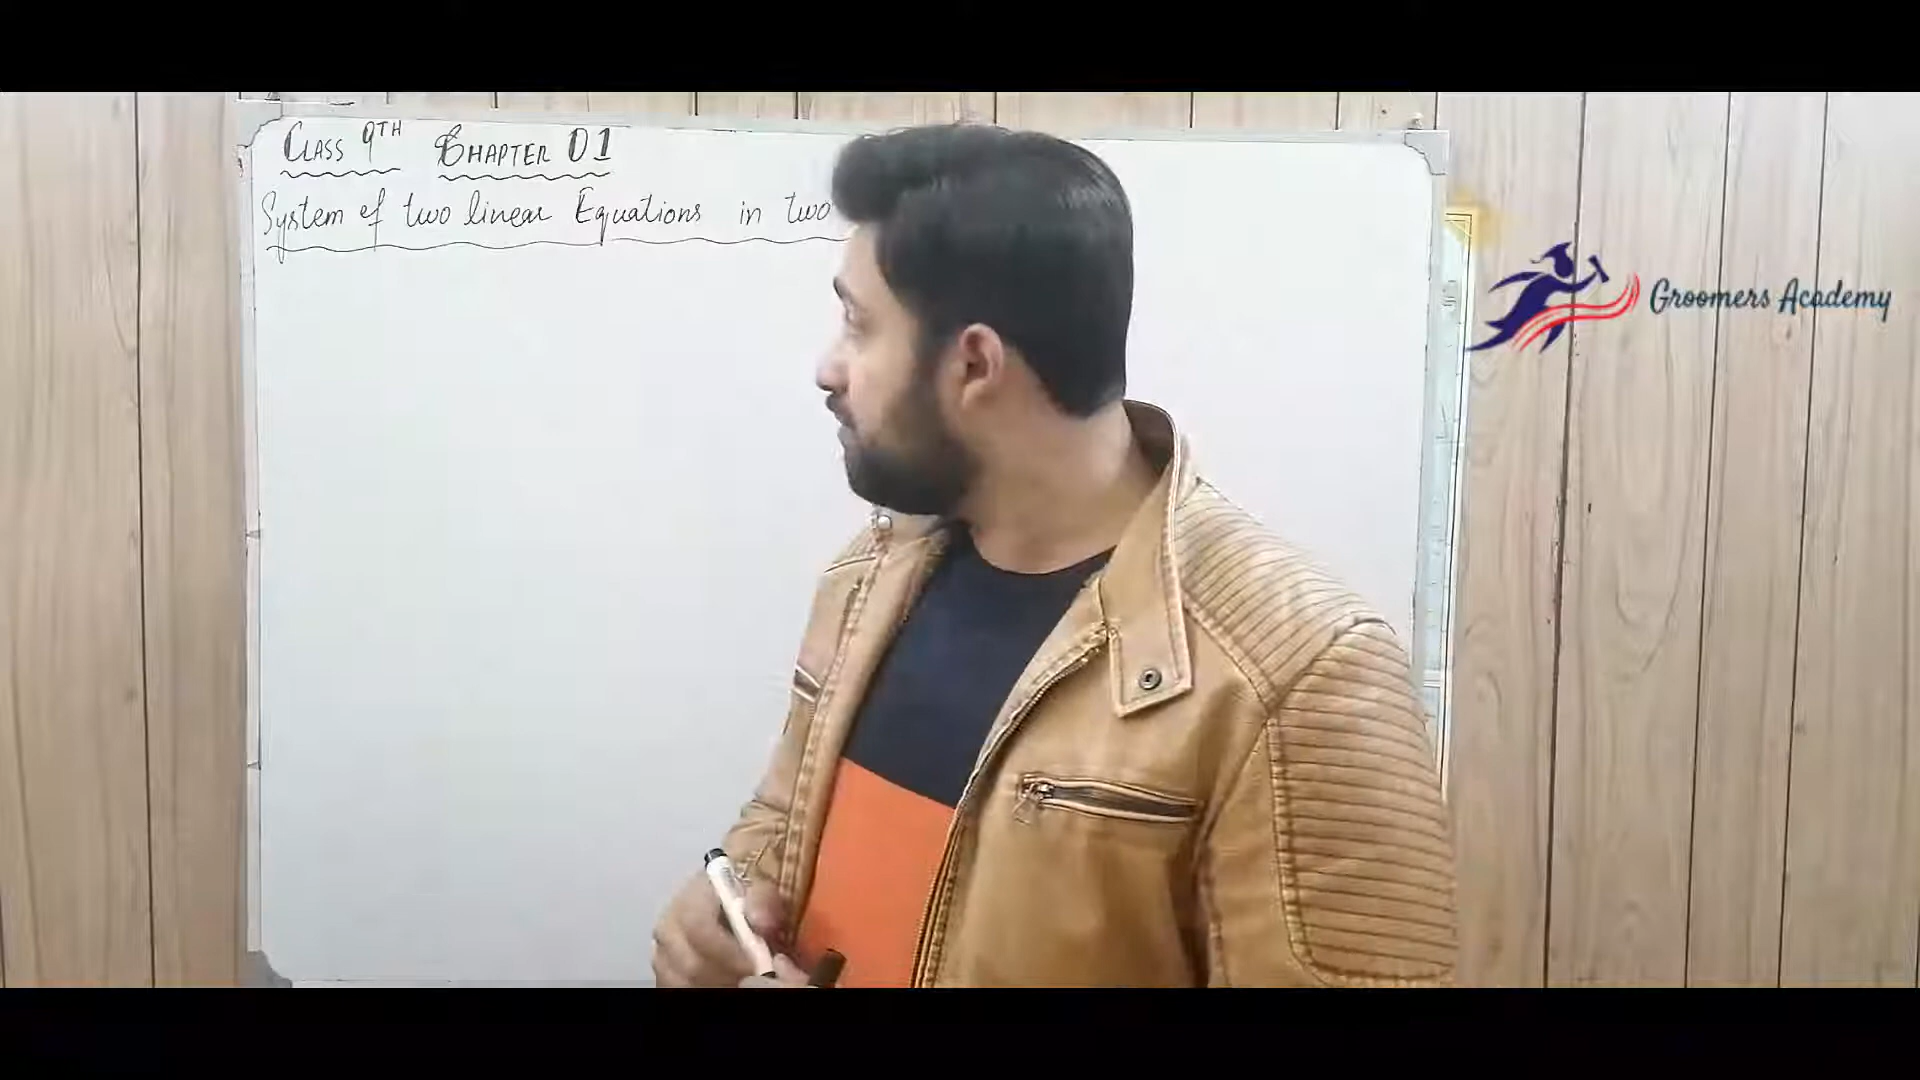 CLASS 9TH CHAPTER 01
System of two linear Equations in two
Groomers Academy